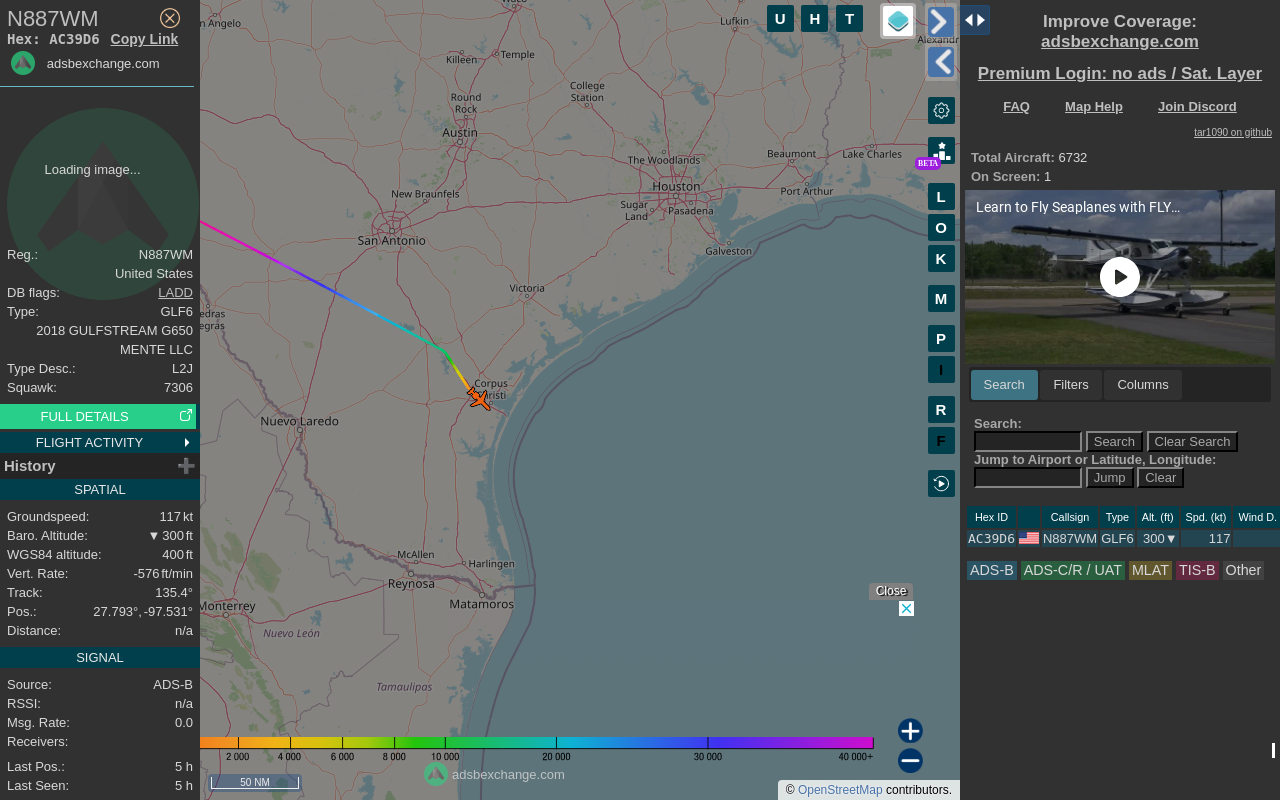 N887WM
Hex: AC39D6 Copy Link
adsbexchange.com
Loading image...
Reg.: N887WM
United States
DB flags: LADD
Type: GLF6
2018 GULFSTREAM G650
MENTE LLC
Type Desc.: L2J
Squawk: 7306
FULL DETAILS
FLIGHT ACTIVITY
History
SPATIAL
Groundspeed: 117 kt
Baro. Altitude: ▼ 300 ft
WGS84 altitude: 400 ft
Vert. Rate: -576 ft/min
Track: 135.4°
Pos.: 27.793°, -97.531°
Distance: n/a
SIGNAL
Source: ADS-B
RSSI: n/a
Msg. Rate: 0.0
Receivers:
Last Pos.: 5 h
Last Seen: 5 h
n Angelo
Waco
Lufkin
Alexandri
Killeen
Temple
College
Station
Round
Rock
Austin
The Woodlands
Beaumont
Lake Charles
New Braunfels
Houston
Port Arthur
Sugar
Land
Pasadena
San Antonio
Galveston
Victoria
edras
egras
Corpus
risti
Nuevo Laredo
McAllen
Harlingen
Reynosa
Matamoros
Monterrey
Nuevo León
Tamaulipas
U H T
BETA
L
O
K
M
P
I
R
F
Close
2 000 4 000 6 000 8 000 10 000 20 000 30 000 40 000+
50 NM
adsbexchange.com
© OpenStreetMap contributors.
Improve Coverage:
adsbexchange.com
Premium Login: no ads / Sat. Layer
FAQ Map Help Join Discord
tar1090 on github
Total Aircraft: 6732
On Screen: 1
Learn to Fly Seaplanes with FLY...
Search Filters Columns
Search:
Search Clear Search
Jump to Airport or Latitude, Longitude:
Jump Clear
Hex ID Callsign Type Alt. (ft) Spd. (kt) Wind D.
AC39D6 N887WM GLF6 300▼ 117
ADS-B ADS-C/R / UAT MLAT TIS-B Other